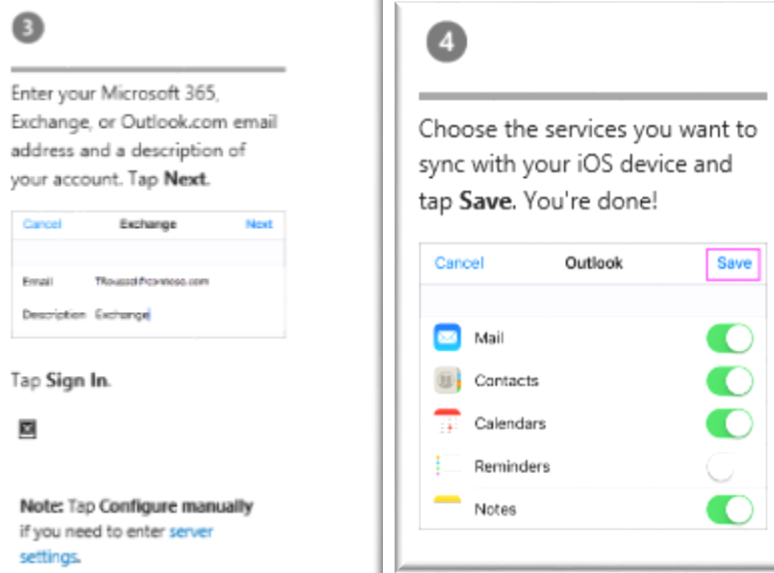 3
Enter your Microsoft 365,
Exchange, or Outlook.com email
address and a description of
your account. Tap Next.
Cancel Exchange Next
Email
Description Exchange
Tap Sign In.
Note: Tap Configure manually
if you need to enter server
settings.
4
Choose the services you want to
sync with your iOS device and
tap Save. You're done!
Cancel Outlook Save
Mail
Contacts
Calendars
Reminders
Notes